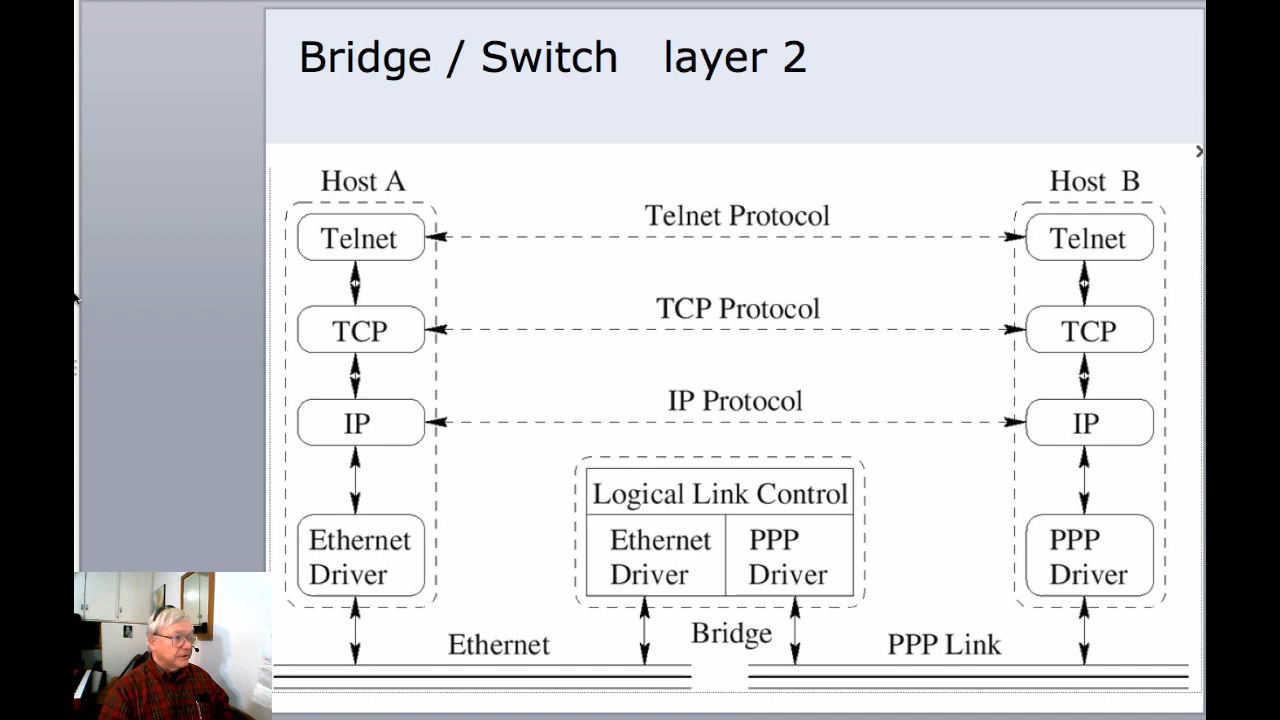 Bridge / Switch layer 2
Host A
Host B
Telnet
Telnet Protocol
Telnet
TCP
TCP Protocol
TCP
IP
IP Protocol
IP
Logical Link Control
Ethernet
Driver
Ethernet
Driver
PPP
Driver
PPP
Driver
Ethernet
Bridge
PPP Link